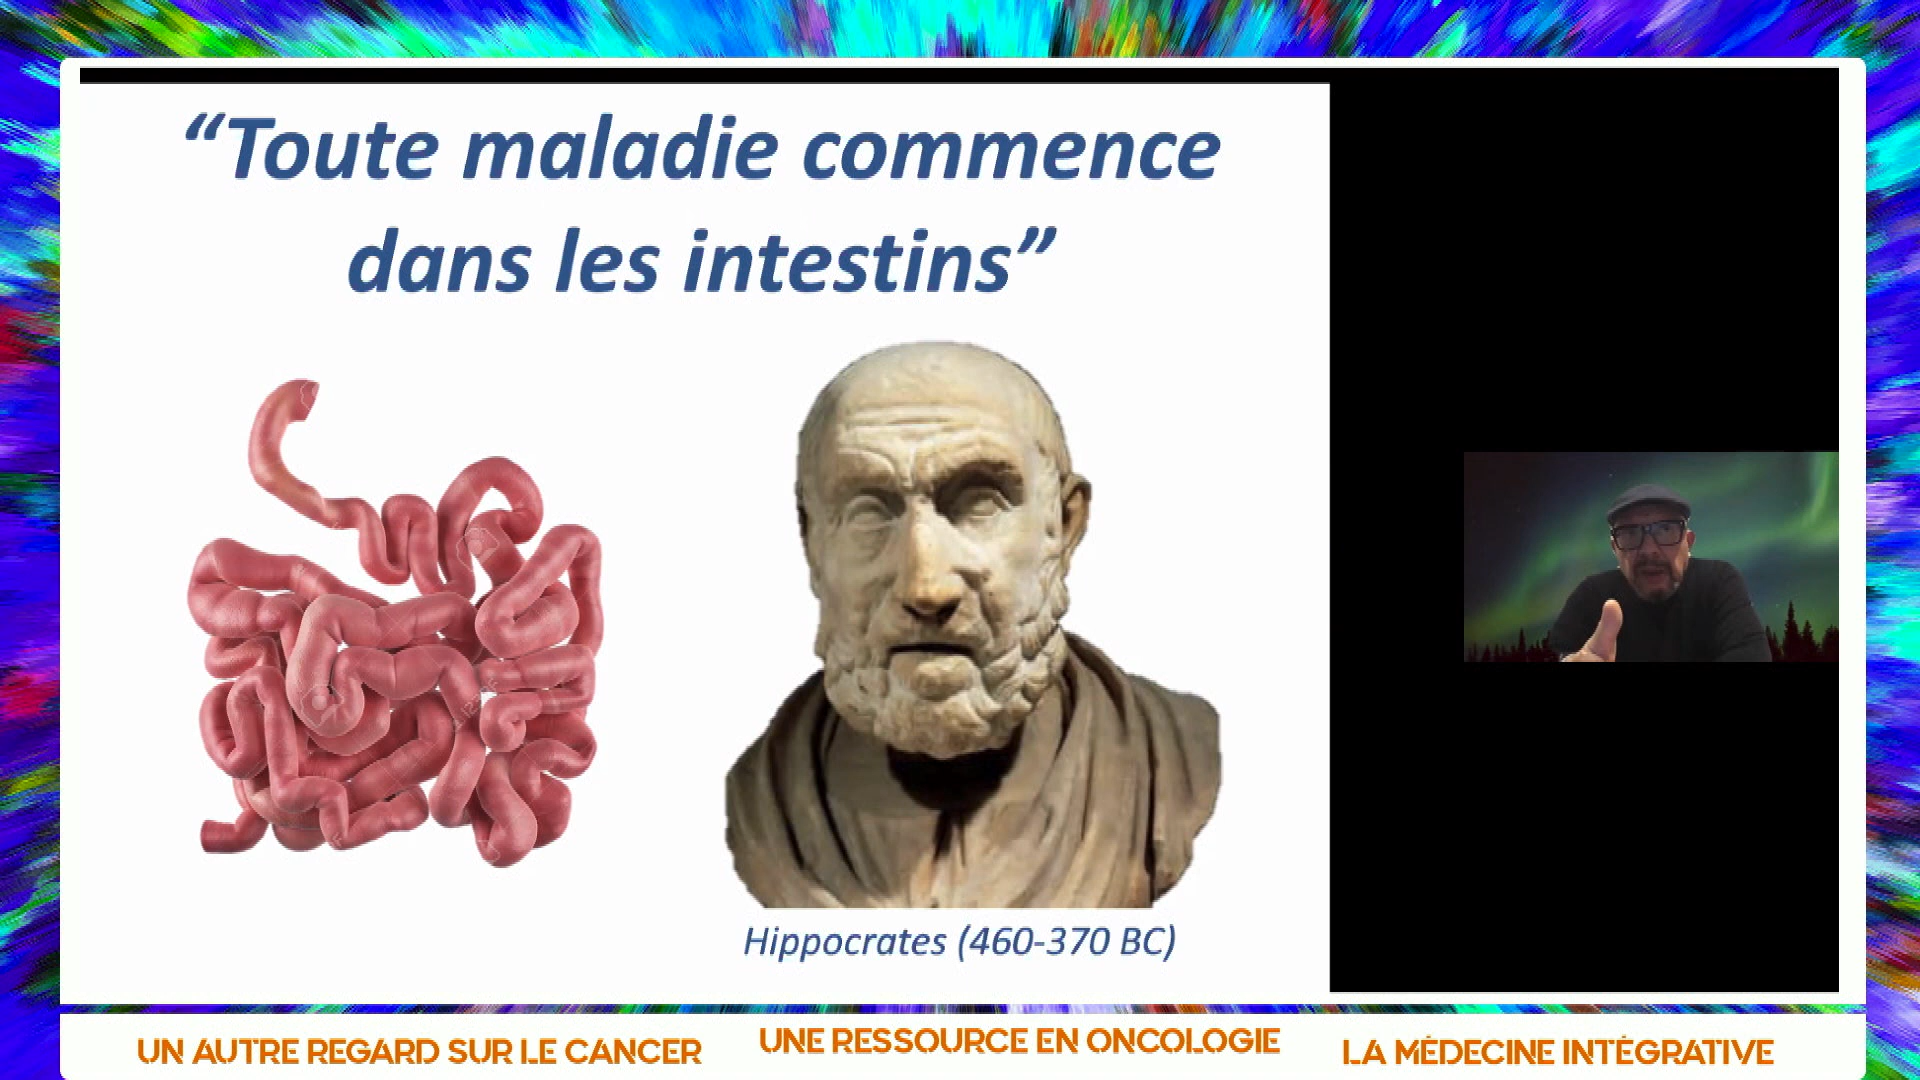 “Toute maladie commence
dans les intestins”
Hippocrates (460-370 BC)
UN AUTRE REGARD SUR LE CANCER
UNE RESSOURCE EN ONCOLOGIE
LA MÉDECINE INTÉGRATIVE